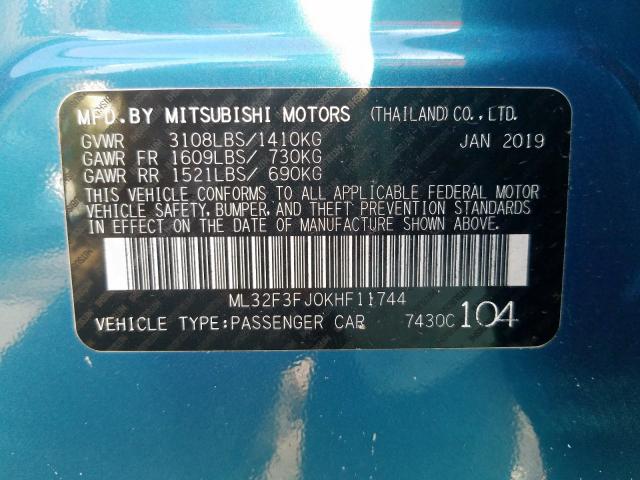 MFD.BY MITSUBISHI MOTORS (THAILAND)CO.,LTD.
GVWR 3108LBS/1410KG JAN 2019
GAWR FR 1609LBS/ 730KG
GAWR RR 1521LBS/ 690KG
THIS VEHICLE CONFORMS TO ALL APPLICABLE FEDERAL MOTOR
VEHICLE SAFETY, BUMPER, AND THEFT PREVENTION STANDARDS
IN EFFECT ON THE DATE OF MANUFACTURE SHOWN ABOVE.
ML32F3FJ0KHF11744
VEHICLE TYPE:PASSENGER CAR 7430C 104